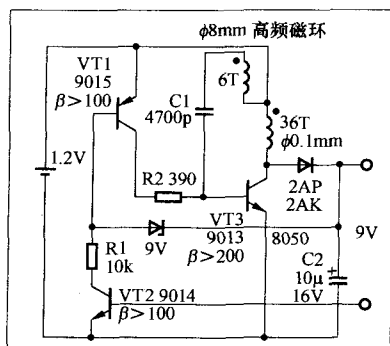 φ8mm 高频磁环
VT1
9015
β>100
6T
C1
4700p
36T
φ0.1mm
1.2V
R2 390
2AP
2AK
VT3
9013
β>200
8050
9V
9V
R1
10k
C2
10μ
16V
+
VT2 9014
β>100